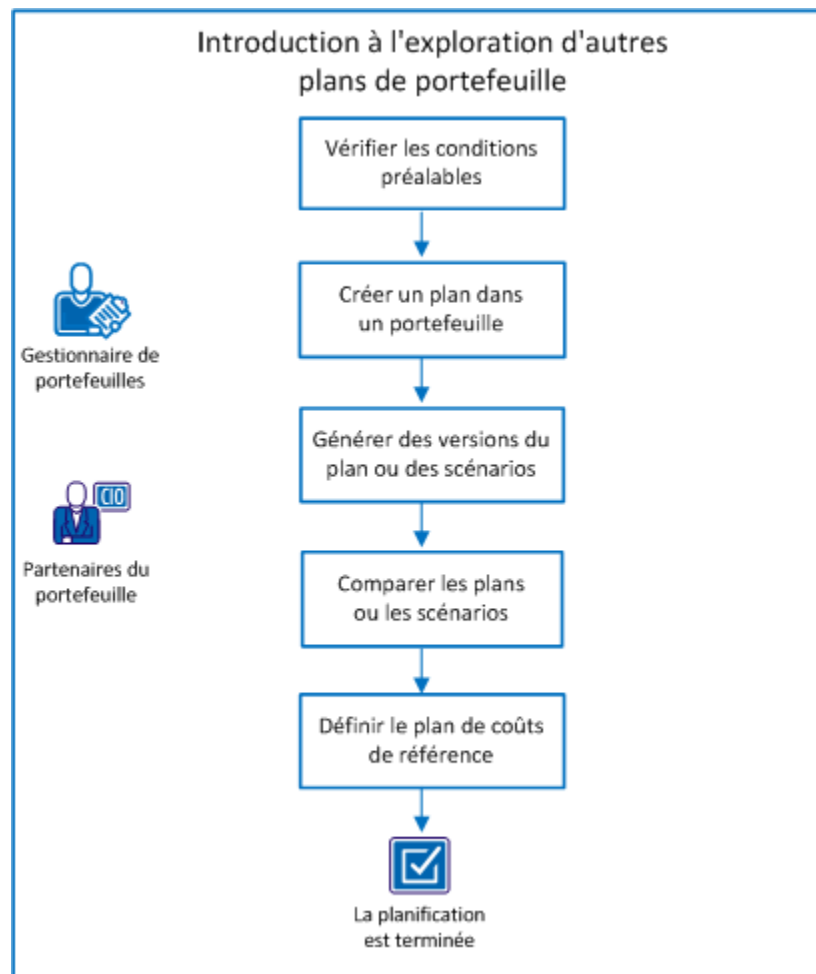 Introduction à l'exploration d'autres
plans de portefeuille
Vérifier les conditions
préalables
Créer un plan dans
un portefeuille
Gestionnaire de
portefeuilles
Générer des versions du
plan ou des scénarios
CIO
Partenaires du
portefeuille
Comparer les plans
ou les scénarios
Définir le plan de coûts
de référence
La planification
est terminée